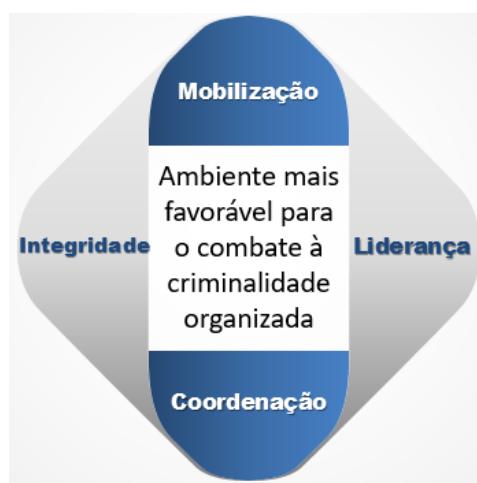 Mobilização
Ambiente mais
favorável para
o combate à
criminalidade
organizada
Integridade
Liderança
Coordenação